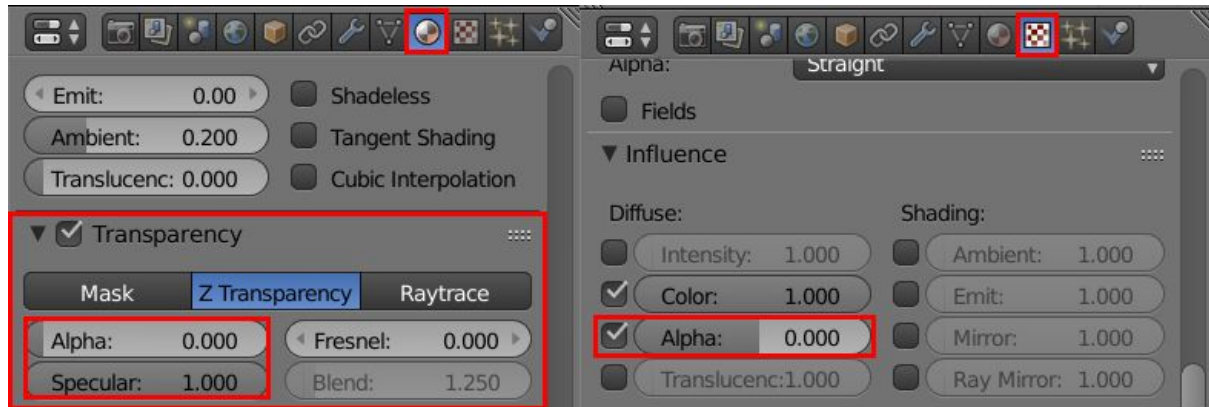 Emit: 0.00
Shadeless
Ambient: 0.200
Tangent Shading
Translucenc: 0.000
Cubic Interpolation
Transparency
Mask
Z Transparency
Raytrace
Alpha: 0.000
Fresnel: 0.000
Specular: 1.000
Blend: 1.250
Alpha: Straight
Fields
Influence
Diffuse:
Shading:
Intensity: 1.000
Ambient: 1.000
Color: 1.000
Emit: 1.000
Alpha: 0.000
Mirror: 1.000
Translucenc:1.000
Ray Mirror: 1.000